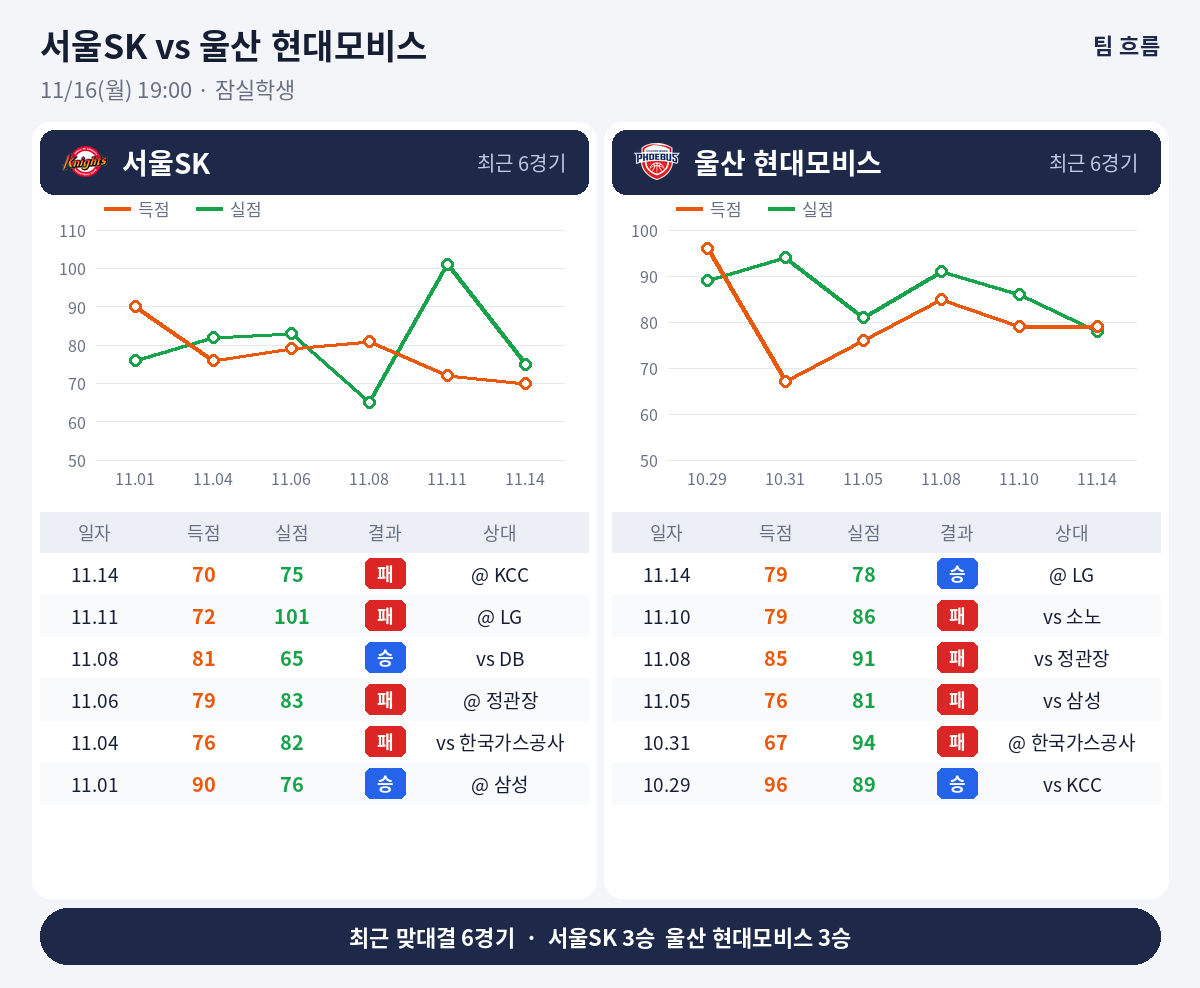 서울SK vs 울산 현대모비스
팀 흐름
11/16(월) 19:00 · 잠실학생
Knights
서울SK
최근 6경기
득점 실점
110
100
90
80
70
60
50
11.01 11.04 11.06 11.08 11.11 11.14
일자 득점 실점 결과 상대
11.14 70 75 패 @ KCC
11.11 72 101 패 @ LG
11.08 81 65 승 vs DB
11.06 79 83 패 @ 정관장
11.04 76 82 패 vs 한국가스공사
11.01 90 76 승 @ 삼성
PHOEBUS
울산 현대모비스
최근 6경기
득점 실점
100
90
80
70
60
50
10.29 10.31 11.05 11.08 11.10 11.14
일자 득점 실점 결과 상대
11.14 79 78 승 @ LG
11.10 79 86 패 vs 소노
11.08 85 91 패 vs 정관장
11.05 76 81 패 vs 삼성
10.31 67 94 패 @ 한국가스공사
10.29 96 89 승 vs KCC
최근 맞대결 6경기 · 서울SK 3승 울산 현대모비스 3승